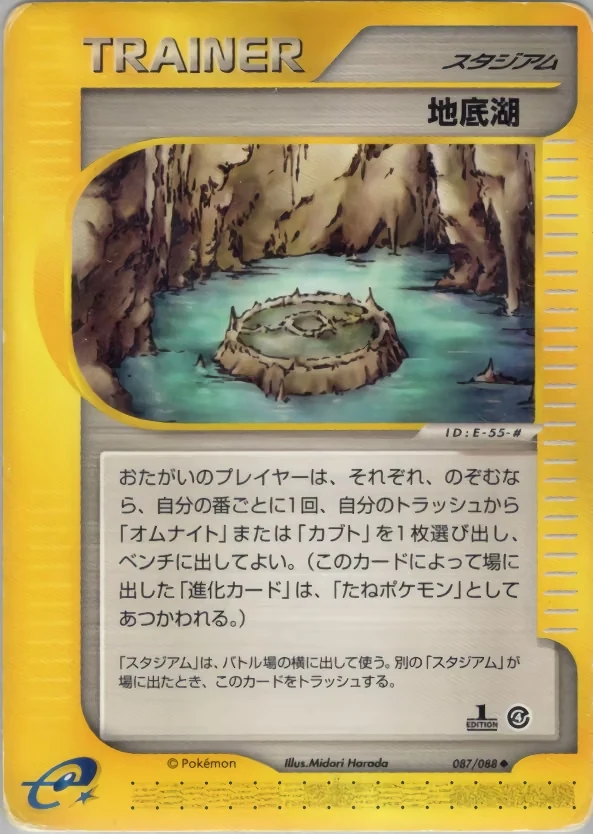 TRAINER
スタジアム
地底湖
ID:E-55-#
おたがいのプレイヤーは、それぞれ、のぞむな
ら、自分の番ごとに1回、自分のトラッシュから
「オムナイト」または「カブト」を1枚選び出し、
ベンチに出してよい。(このカードによって場に
出した「進化カード」は、「たねポケモン」として
あつかわれる。)
「スタジアム」は、バトル場の横に出して使う。別の「スタジアム」が
場に出たとき、このカードをトラッシュする。
1
EDITION
© Pokémon
Illus.Midori Harada
087/088 ◆
e